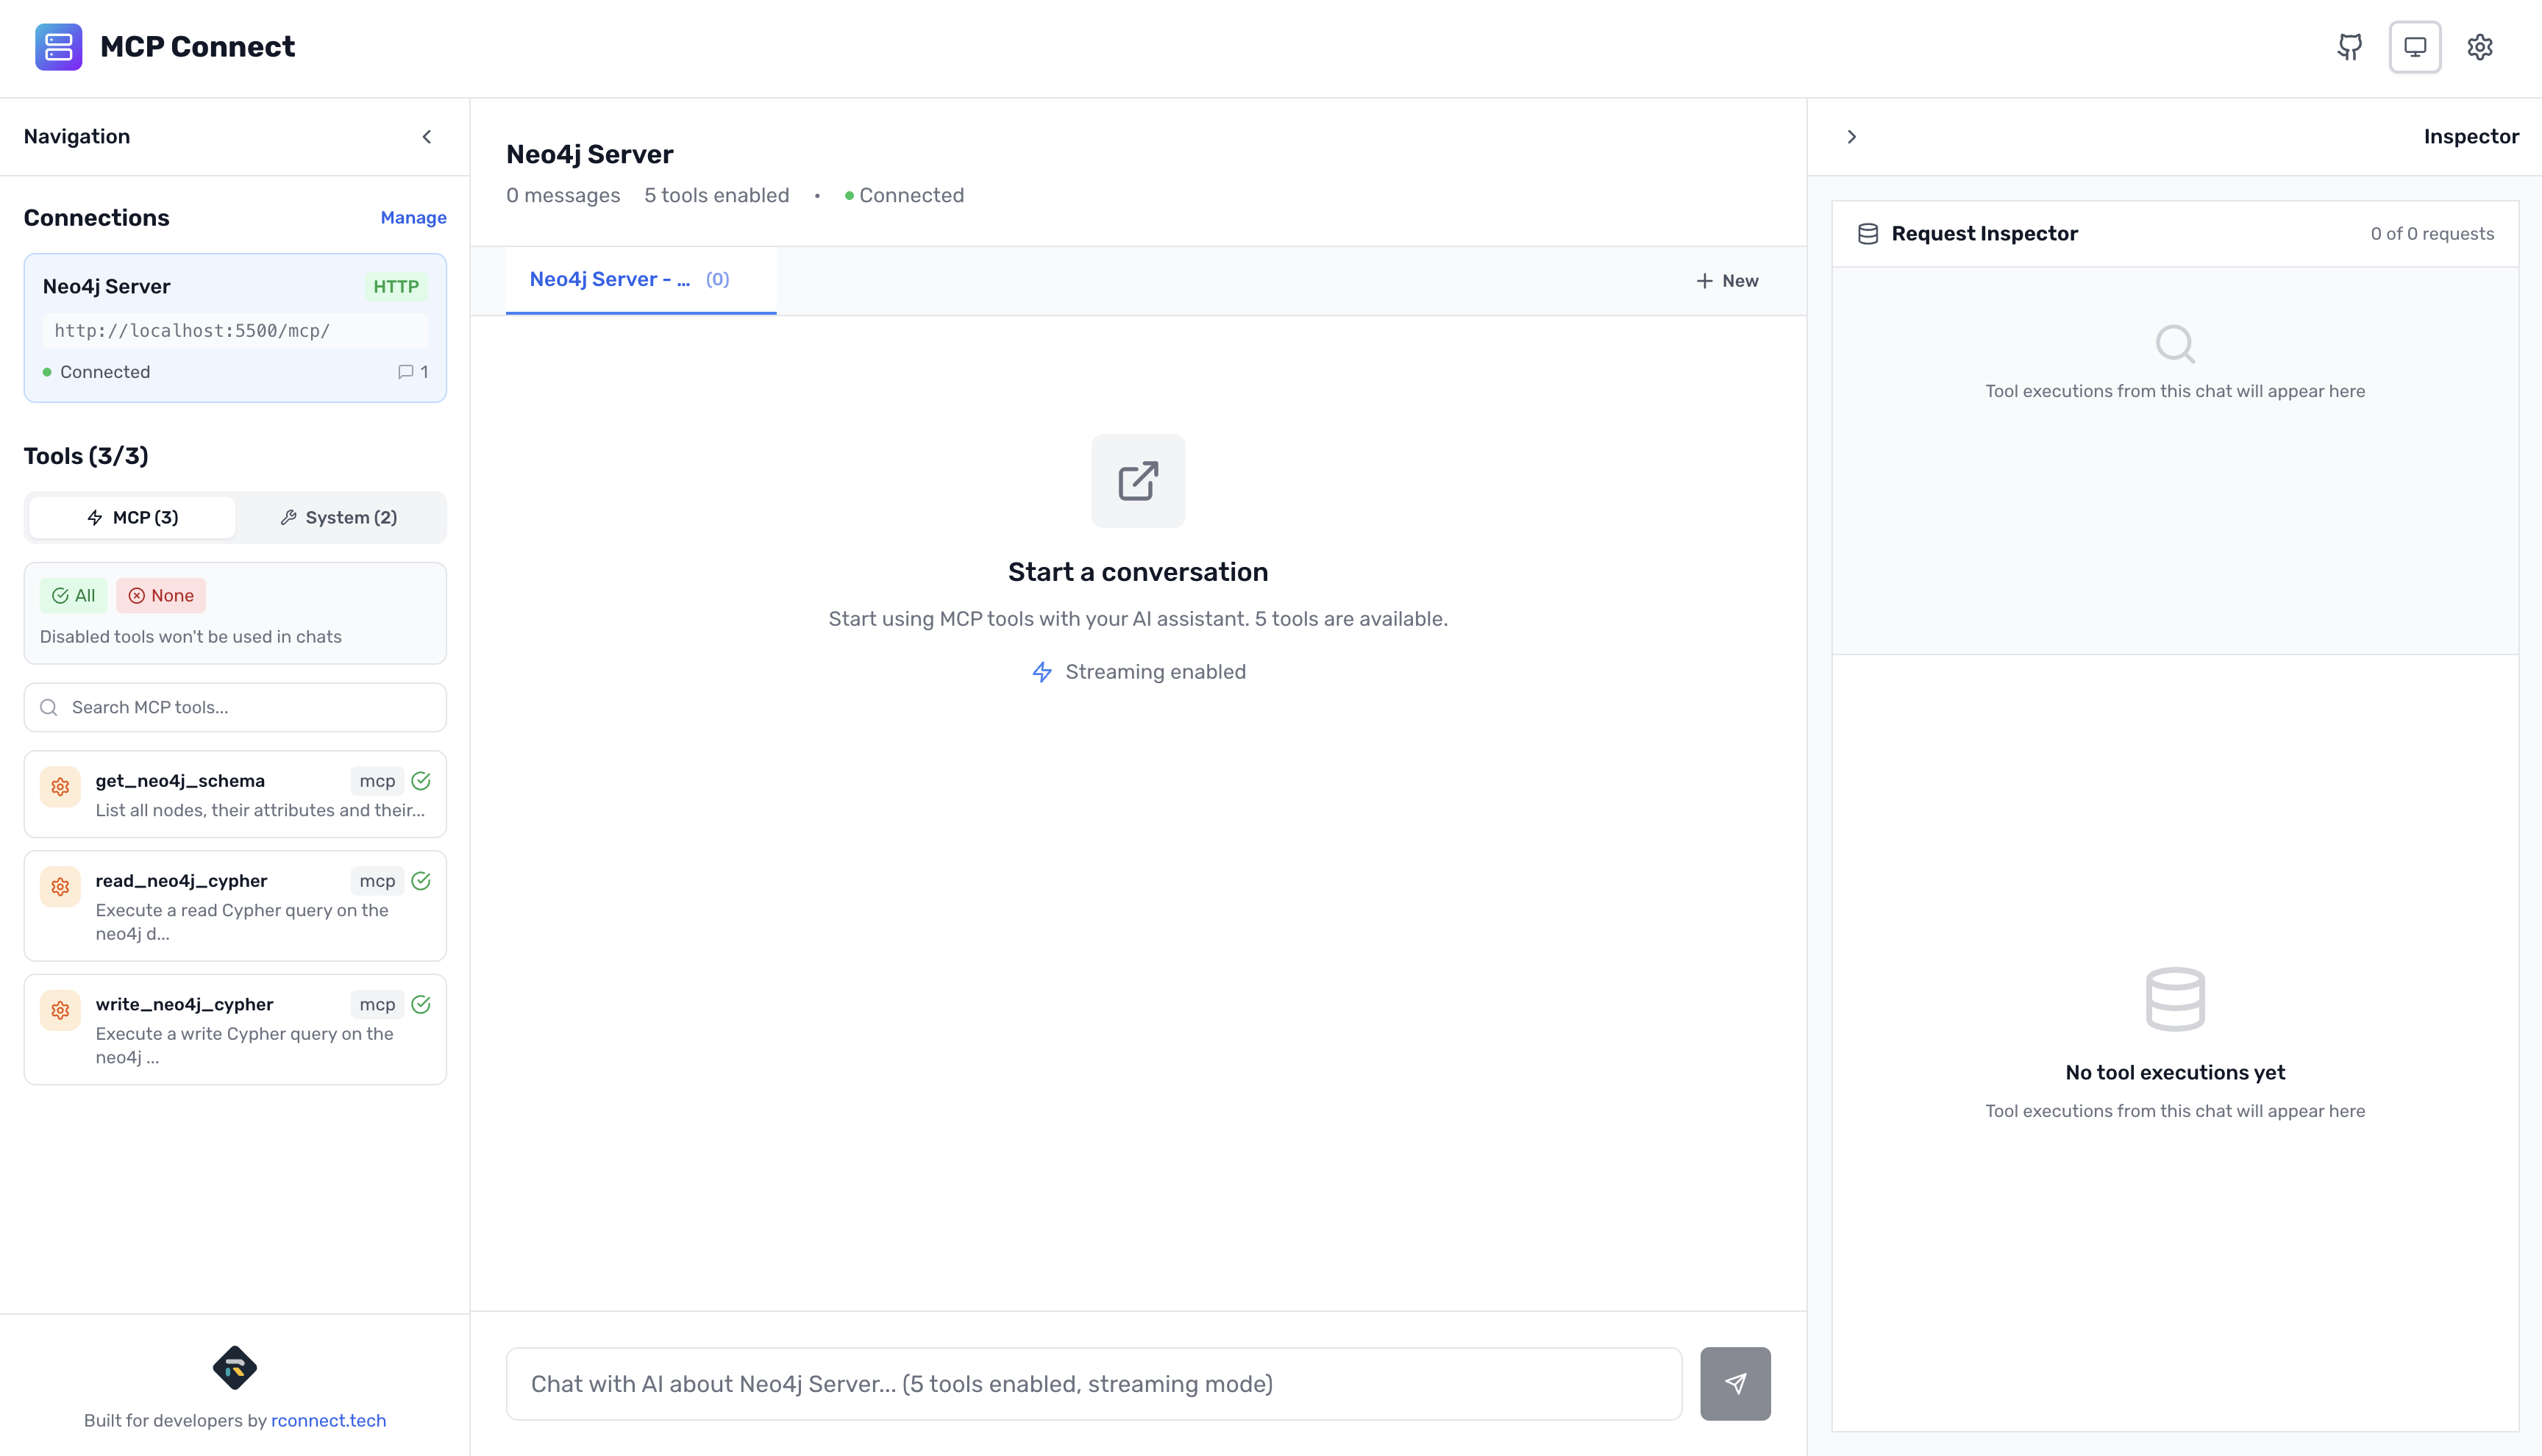 MCP Connect
Navigation
Connections
Manage
Neo4j Server
HTTP
http://localhost:5500/mcp/
Connected
1
Tools (3/3)
MCP (3)
System (2)
All
None
Disabled tools won't be used in chats
Search MCP tools...
get_neo4j_schema
mcp
List all nodes, their attributes and their...
read_neo4j_cypher
mcp
Execute a read Cypher query on the
neo4j d...
write_neo4j_cypher
mcp
Execute a write Cypher query on the
neo4j ...
Built for developers by rconnect.tech
Neo4j Server
0 messages 5 tools enabled • Connected
Neo4j Server - ... (0)
New
Start a conversation
Start using MCP tools with your AI assistant. 5 tools are available.
Streaming enabled
Chat with AI about Neo4j Server... (5 tools enabled, streaming mode)
Inspector
Request Inspector
0 of 0 requests
Tool executions from this chat will appear here
No tool executions yet
Tool executions from this chat will appear here